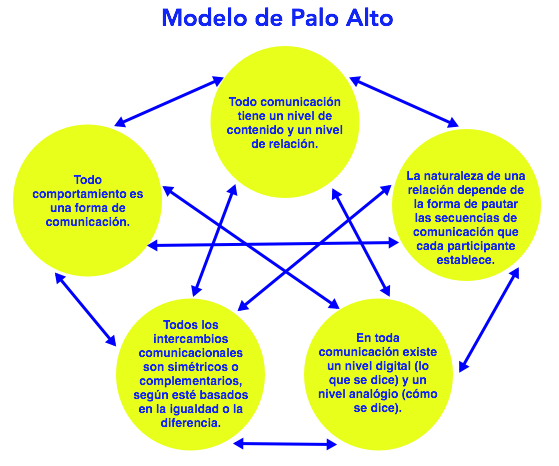 Modelo de Palo Alto
Todo comunicación
tiene un nivel de
contenido y un nivel
de relación.
Todo
comportamiento es
una forma de
comunicación.
La naturaleza de una
relación depende de
la forma de pautar
las secuencias de
comunicación que
cada participante
establece.
Todos los
intercambios
comunicacionales
son simétricos o
complementarios,
según esté basados
en la igualdad o la
diferencia.
En toda
comunicación existe
un nivel digital (lo
que se dice) y un
nivel analógio (cómo
se dice).